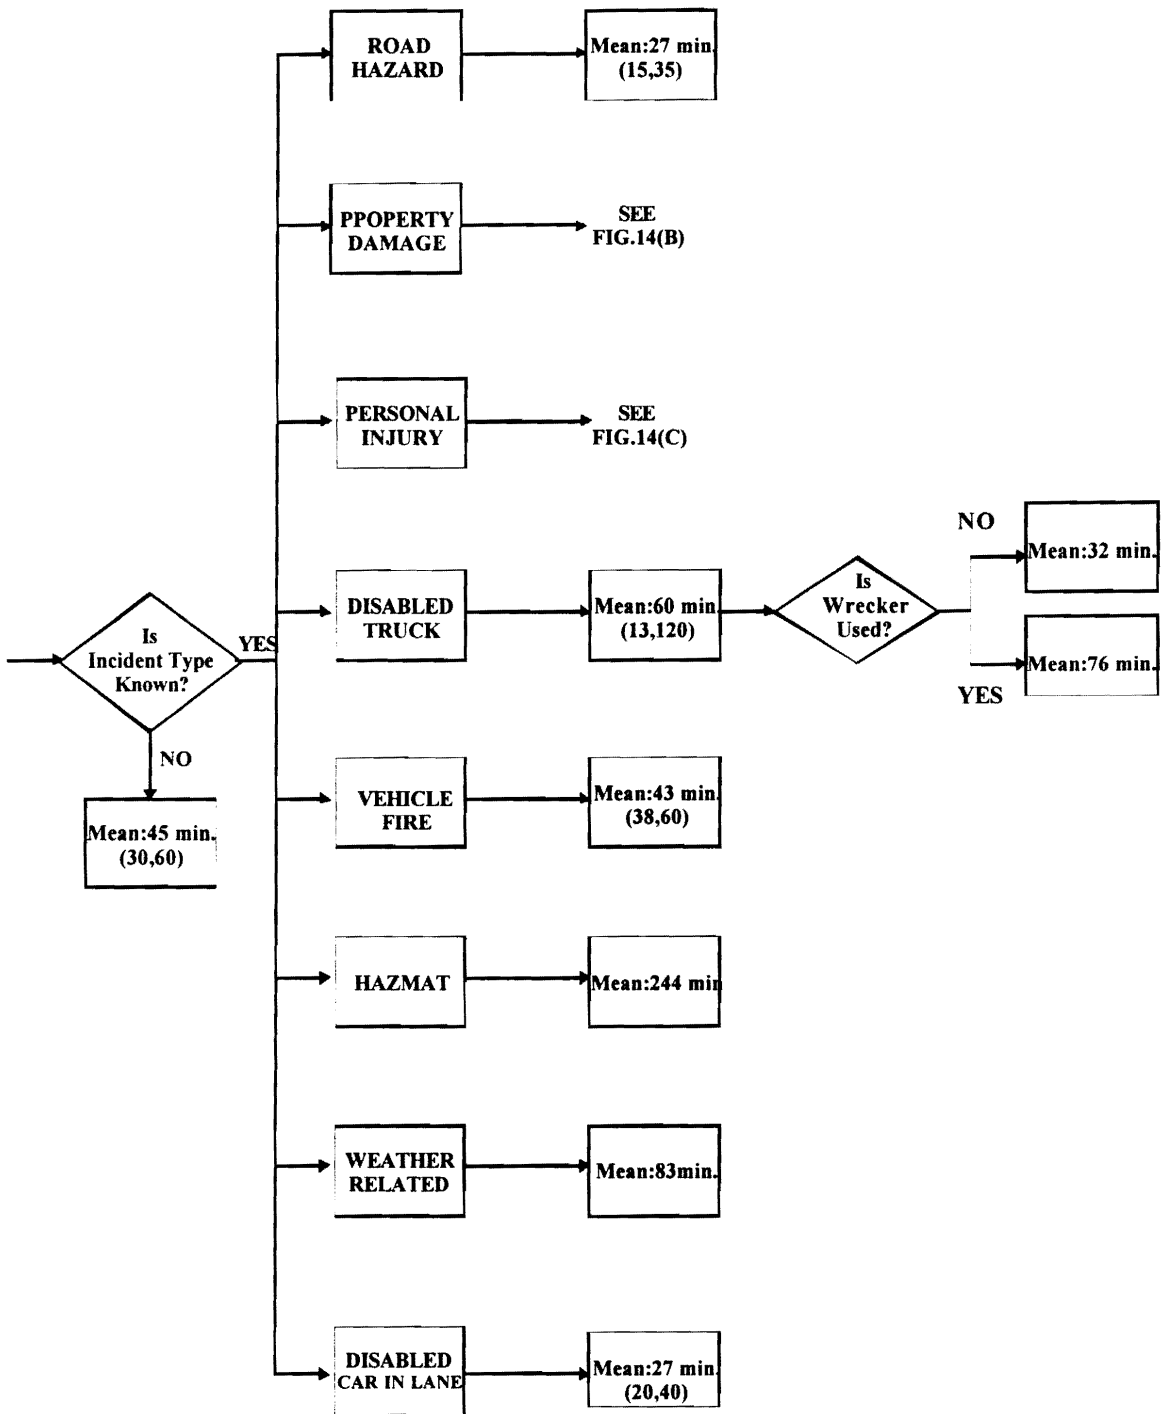 ROAD
HAZARD
Mean:27 min.
(15,35)
PPOPERTY
DAMAGE
SEE
FIG.14(B)
PERSONAL
INJURY
SEE
FIG.14(C)
NO
Mean:32 min.
DISABLED
TRUCK
Mean:60 min
(13,120)
Is
Wrecker
Used?
Is
Incident Type
Known?
YES
Mean:76 min.
YES
NO
Mean:45 min.
(30,60)
VEHICLE
FIRE
Mean:43 min.
(38,60)
HAZMAT
Mean:244 min
WEATHER
RELATED
Mean:83min.
DISABLED
CAR IN LANE
Mean:27 min.
(20,40)